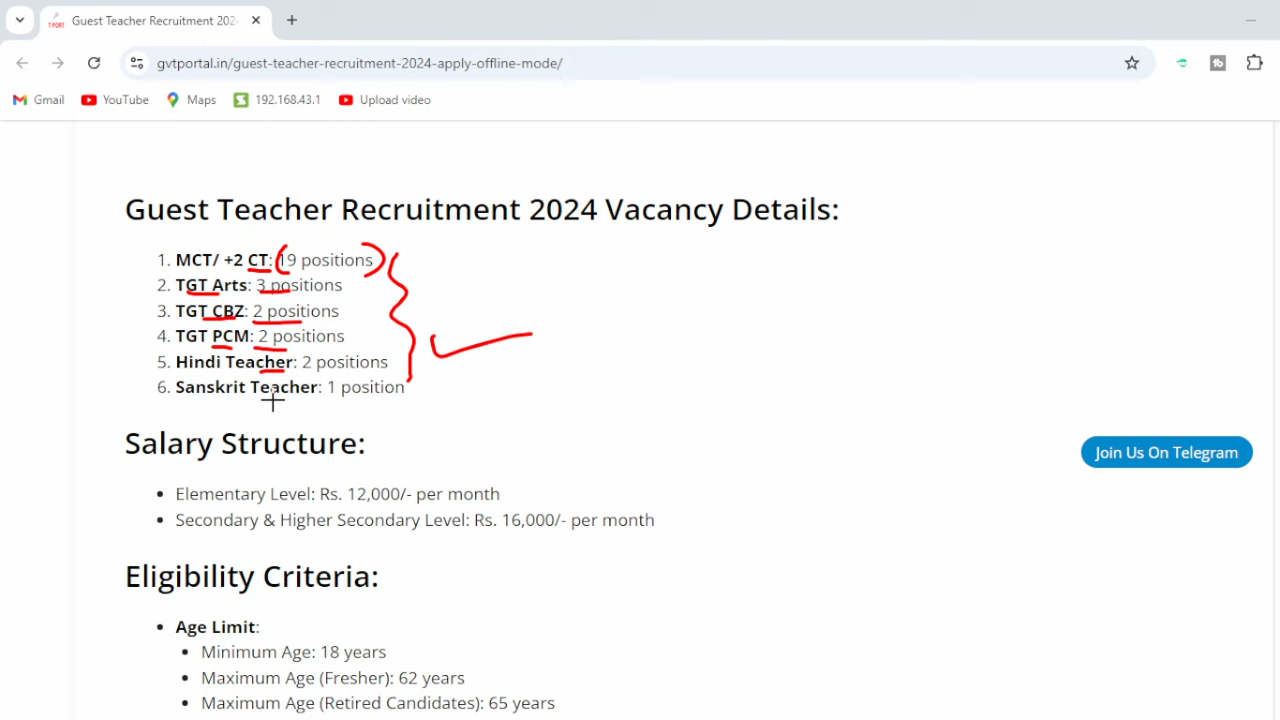 Guest Teacher Recruitment 202
gvtportal.in/guest-teacher-recruitment-2024-apply-offline-mode/
Gmail YouTube Maps 192.168.43.1 Upload video
Guest Teacher Recruitment 2024 Vacancy Details:
1. MCT/ +2 CT: 19 positions
2. TGT Arts: 3 positions
3. TGT CBZ: 2 positions
4. TGT PCM: 2 positions
5. Hindi Teacher: 2 positions
6. Sanskrit Teacher: 1 position
Salary Structure:
Join Us On Telegram
• Elementary Level: Rs. 12,000/- per month
• Secondary & Higher Secondary Level: Rs. 16,000/- per month
Eligibility Criteria:
• Age Limit:
• Minimum Age: 18 years
• Maximum Age (Fresher): 62 years
• Maximum Age (Retired Candidates): 65 years